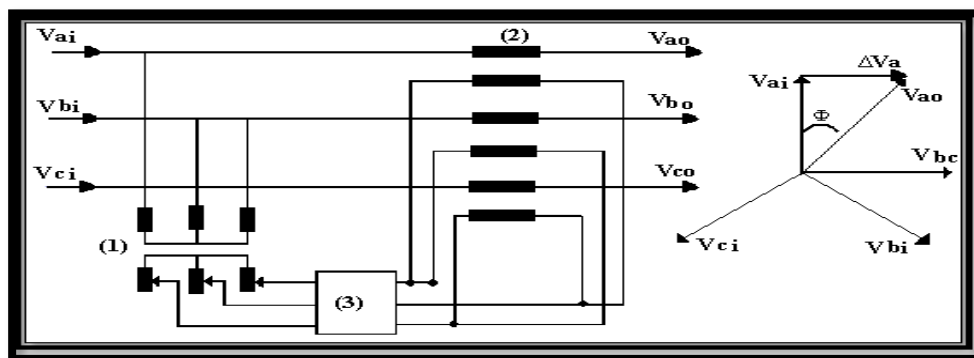 Vai
(2)
Vao
Vbi
Vbo
Vci
Vco
(1)
(3)
ΔVa
Vai
Vao
Φ
Vbc
Vci
Vbi